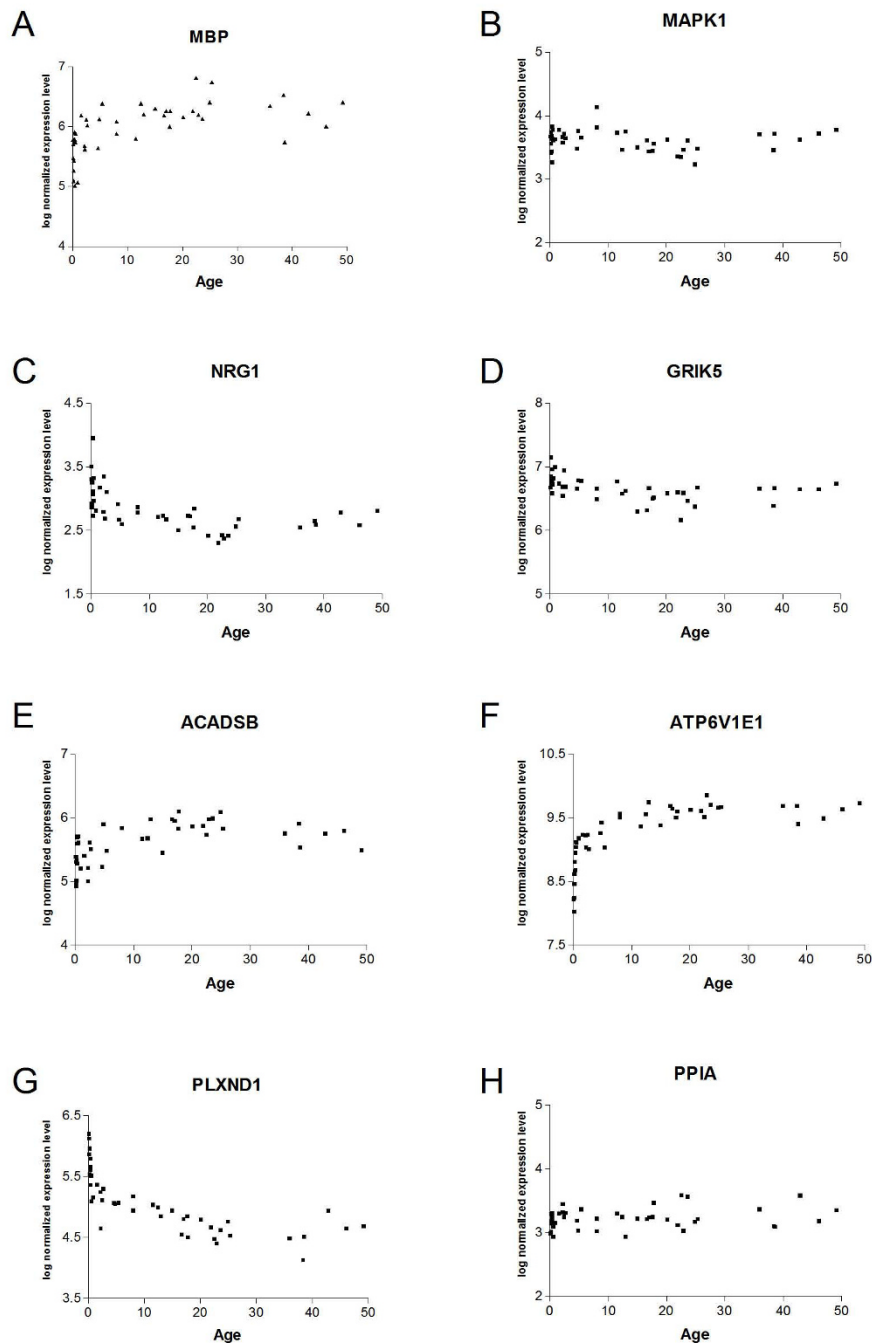 A
MBP
log normalized expression level
7
6
5
4
0 10 20 30 40 50
Age
B
MAPK1
log normalized expression level
5
4
3
2
0 10 20 30 40 50
Age
C
NRG1
log normalized expression level
4.5
3.5
2.5
1.5
0 10 20 30 40 50
Age
D
GRIK5
log normalized expression level
8
7
6
5
0 10 20 30 40 50
Age
E
ACADSB
log normalized expression level
7
6
5
4
0 10 20 30 40 50
Age
F
ATP6V1E1
log normalized expression level
10.5
9.5
8.5
7.5
0 10 20 30 40 50
Age
G
PLXND1
log normalized expression level
6.5
5.5
4.5
3.5
0 10 20 30 40 50
Age
H
PPIA
log normalized expression level
5
4
3
2
0 10 20 30 40 50
Age